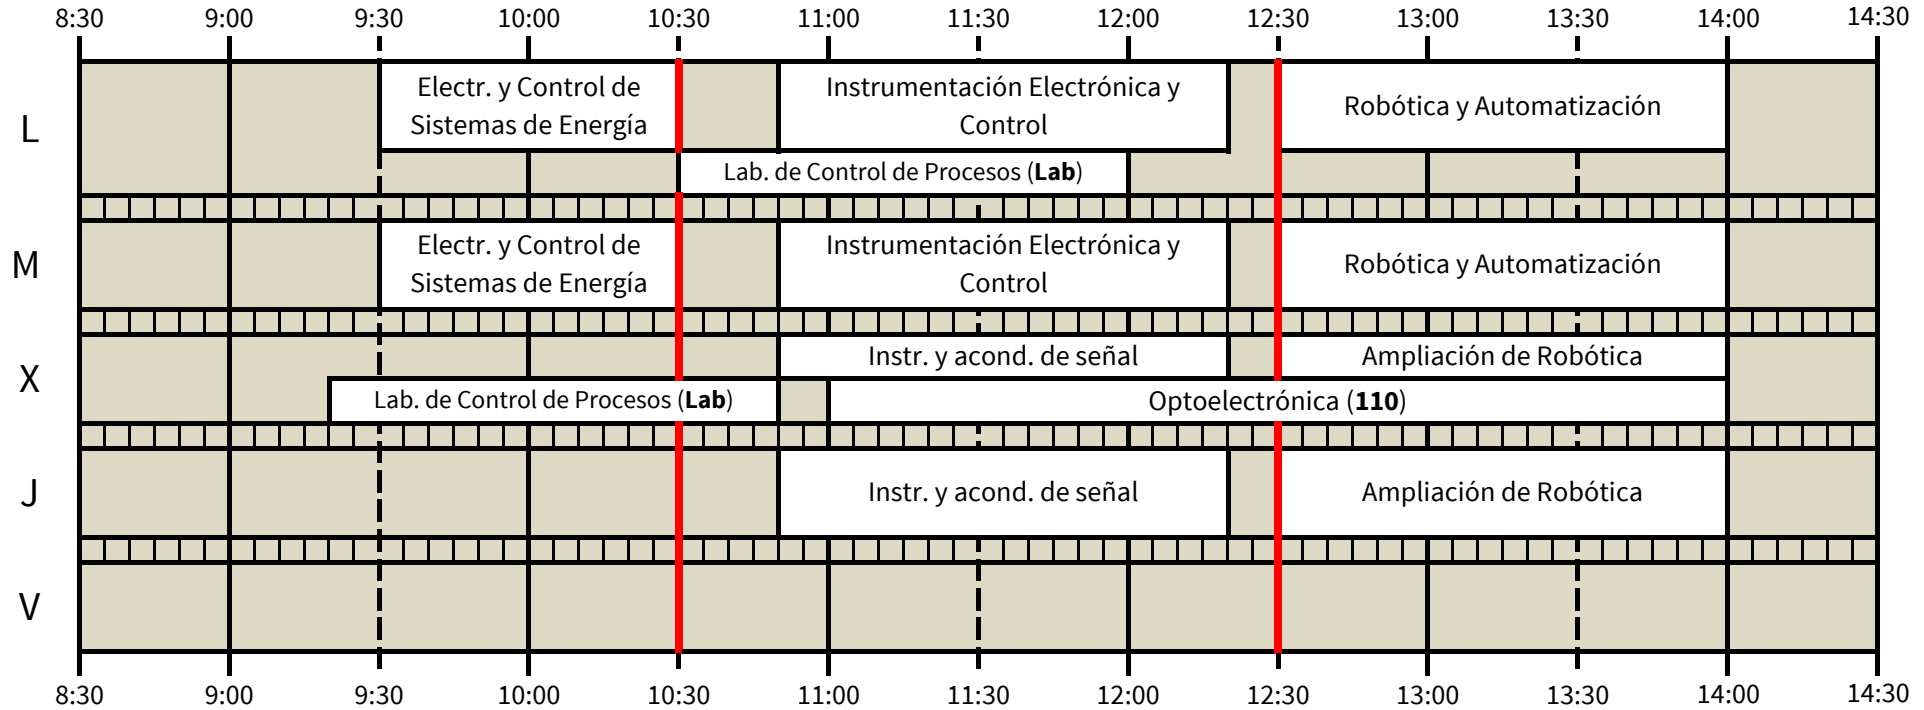 8:30 9:00 9:30 10:00 10:30 11:00 11:30 12:00 12:30 13:00 13:30 14:00 14:30
L
Electr. y Control de
Sistemas de Energía
Instrumentación Electrónica y
Control
Robótica y Automatización
Lab. de Control de Procesos (Lab)
M
Electr. y Control de
Sistemas de Energía
Instrumentación Electrónica y
Control
Robótica y Automatización
X
Instr. y acond. de señal
Ampliación de Robótica
Lab. de Control de Procesos (Lab)
Optoelectrónica (110)
J
Instr. y acond. de señal
Ampliación de Robótica
V
8:30 9:00 9:30 10:00 10:30 11:00 11:30 12:00 12:30 13:00 13:30 14:00 14:30